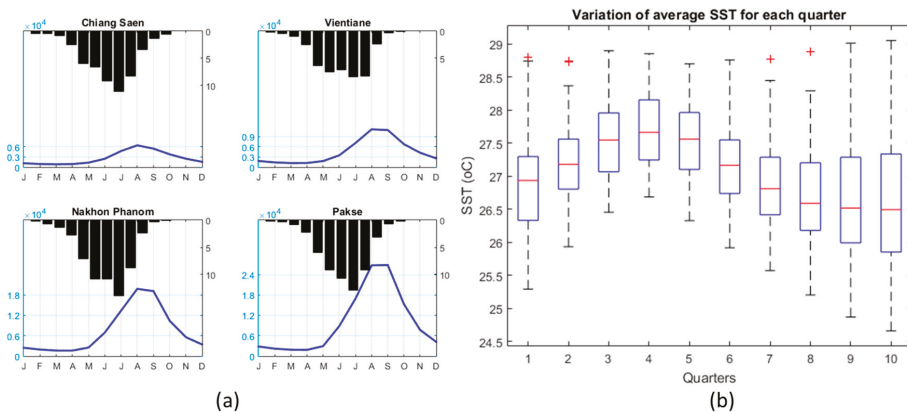 Chiang Saen
×10⁴
0.6
0.3
0
0
5
10
J F M A M J J A S O N D
Vientiane
×10⁴
0.9
0.6
0.3
0
0
5
J F M A M J J A S O N D
Nakhon Phanom
×10⁴
1.8
1.2
0.6
0
0
5
10
J F M A M J J A S O N D
Pakse
×10⁴
2.4
1.8
1.2
0.6
0
0
5
10
J F M A M J J A S O N D
(a)
Variation of average SST for each quarter
SST (oC)
29
28.5
28
27.5
27
26.5
26
25.5
25
24.5
1 2 3 4 5 6 7 8 9 10
Quarters
(b)